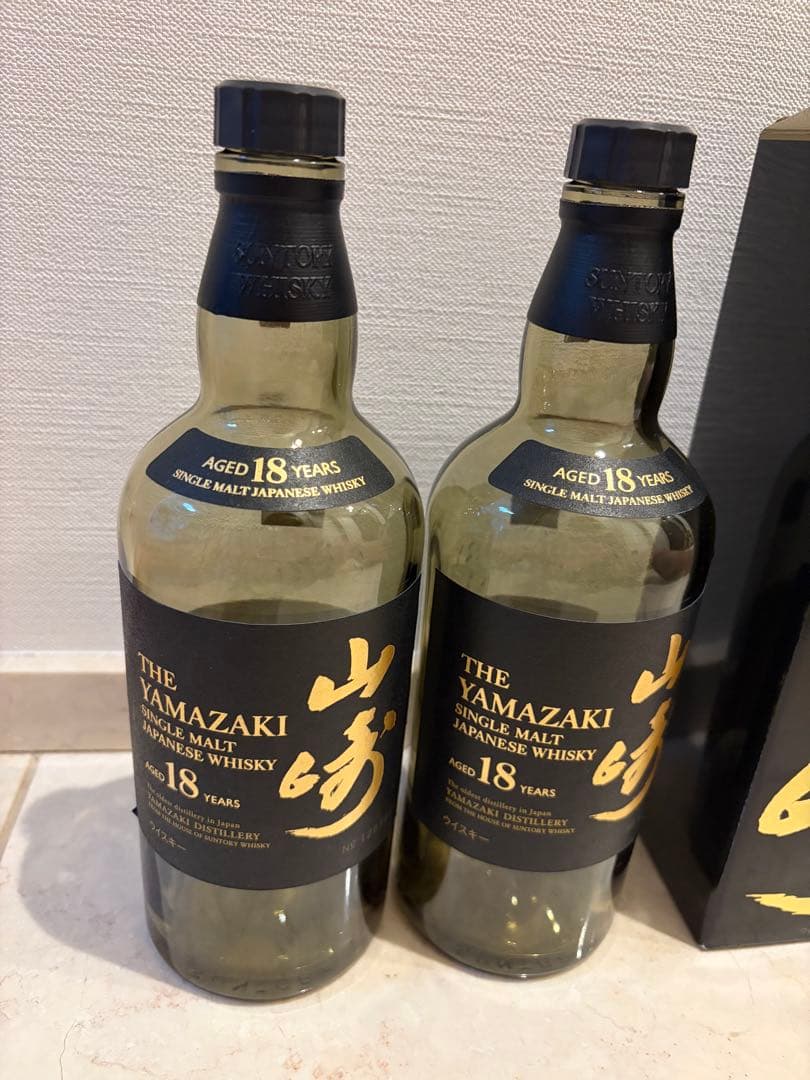 SUNTORY
WHISKY
AGED 18 YEARS
SINGLE MALT JAPANESE WHISKY
THE
YAMAZAKI
SINGLE MALT
JAPANESE WHISKY
AGED 18 YEARS
The oldest distillery in Japan
YAMAZAKI DISTILLERY
FROM THE HOUSE OF SUNTORY WHISKY
ウイスキー
山崎
SUNTORY
WHISKY
AGED 18 YEARS
SINGLE MALT JAPANESE WHISKY
THE
YAMAZAKI
SINGLE MALT
JAPANESE WHISKY
AGED 18 YEARS
The oldest distillery in Japan
YAMAZAKI DISTILLERY
FROM THE HOUSE OF SUNTORY WHISKY
ウイスキー
山崎